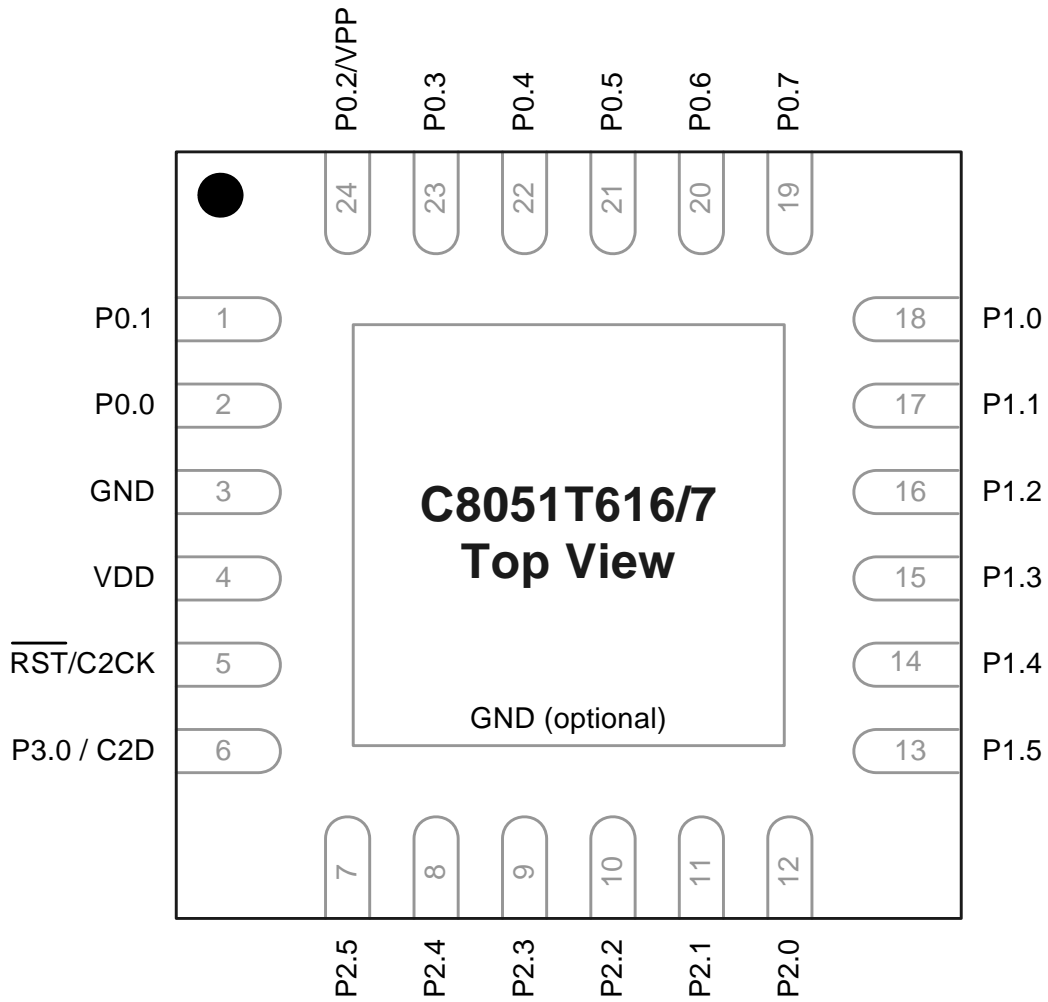 P0.2/VPP
P0.3
P0.4
P0.5
P0.6
P0.7
24
23
22
21
20
19
P0.1 1
P0.0 2
GND 3
VDD 4
RST/C2CK 5
P3.0 / C2D 6
18 P1.0
17 P1.1
16 P1.2
15 P1.3
14 P1.4
13 P1.5
C8051T616/7
Top View
GND (optional)
7
8
9
10
11
12
P2.5
P2.4
P2.3
P2.2
P2.1
P2.0